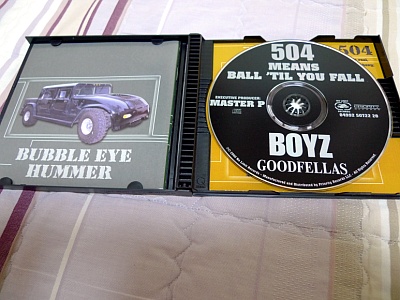 BUBBLE EYE
HUMMER
504
504
MEANS
BALL 'TIL YOU FALL
EXECUTIVE PRODUCER:
MASTER P
BOYZ
GOODFELLAS